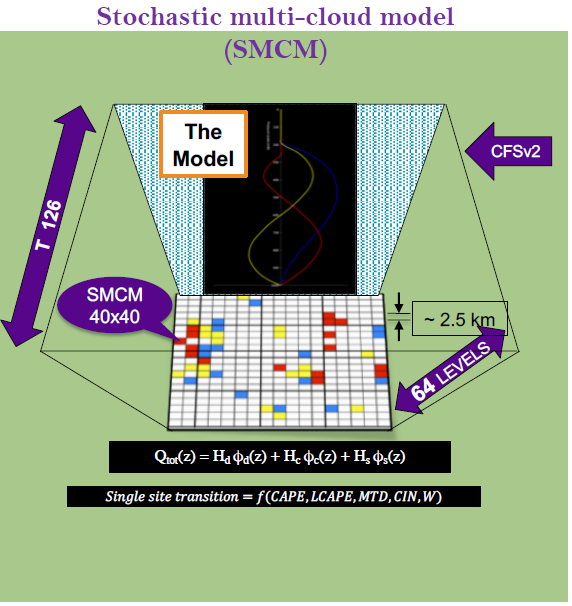 Stochastic multi-cloud model
(SMCM)
The
Model
CFSv2
T 126
SMCM
40x40
~ 2.5 km
64 LEVELS
Qtot(z) = Hd ϕd(z) + Hc ϕc(z) + Hs ϕs(z)
Single site transition = f(CAPE, LCAPE, MTD, CIN, W)